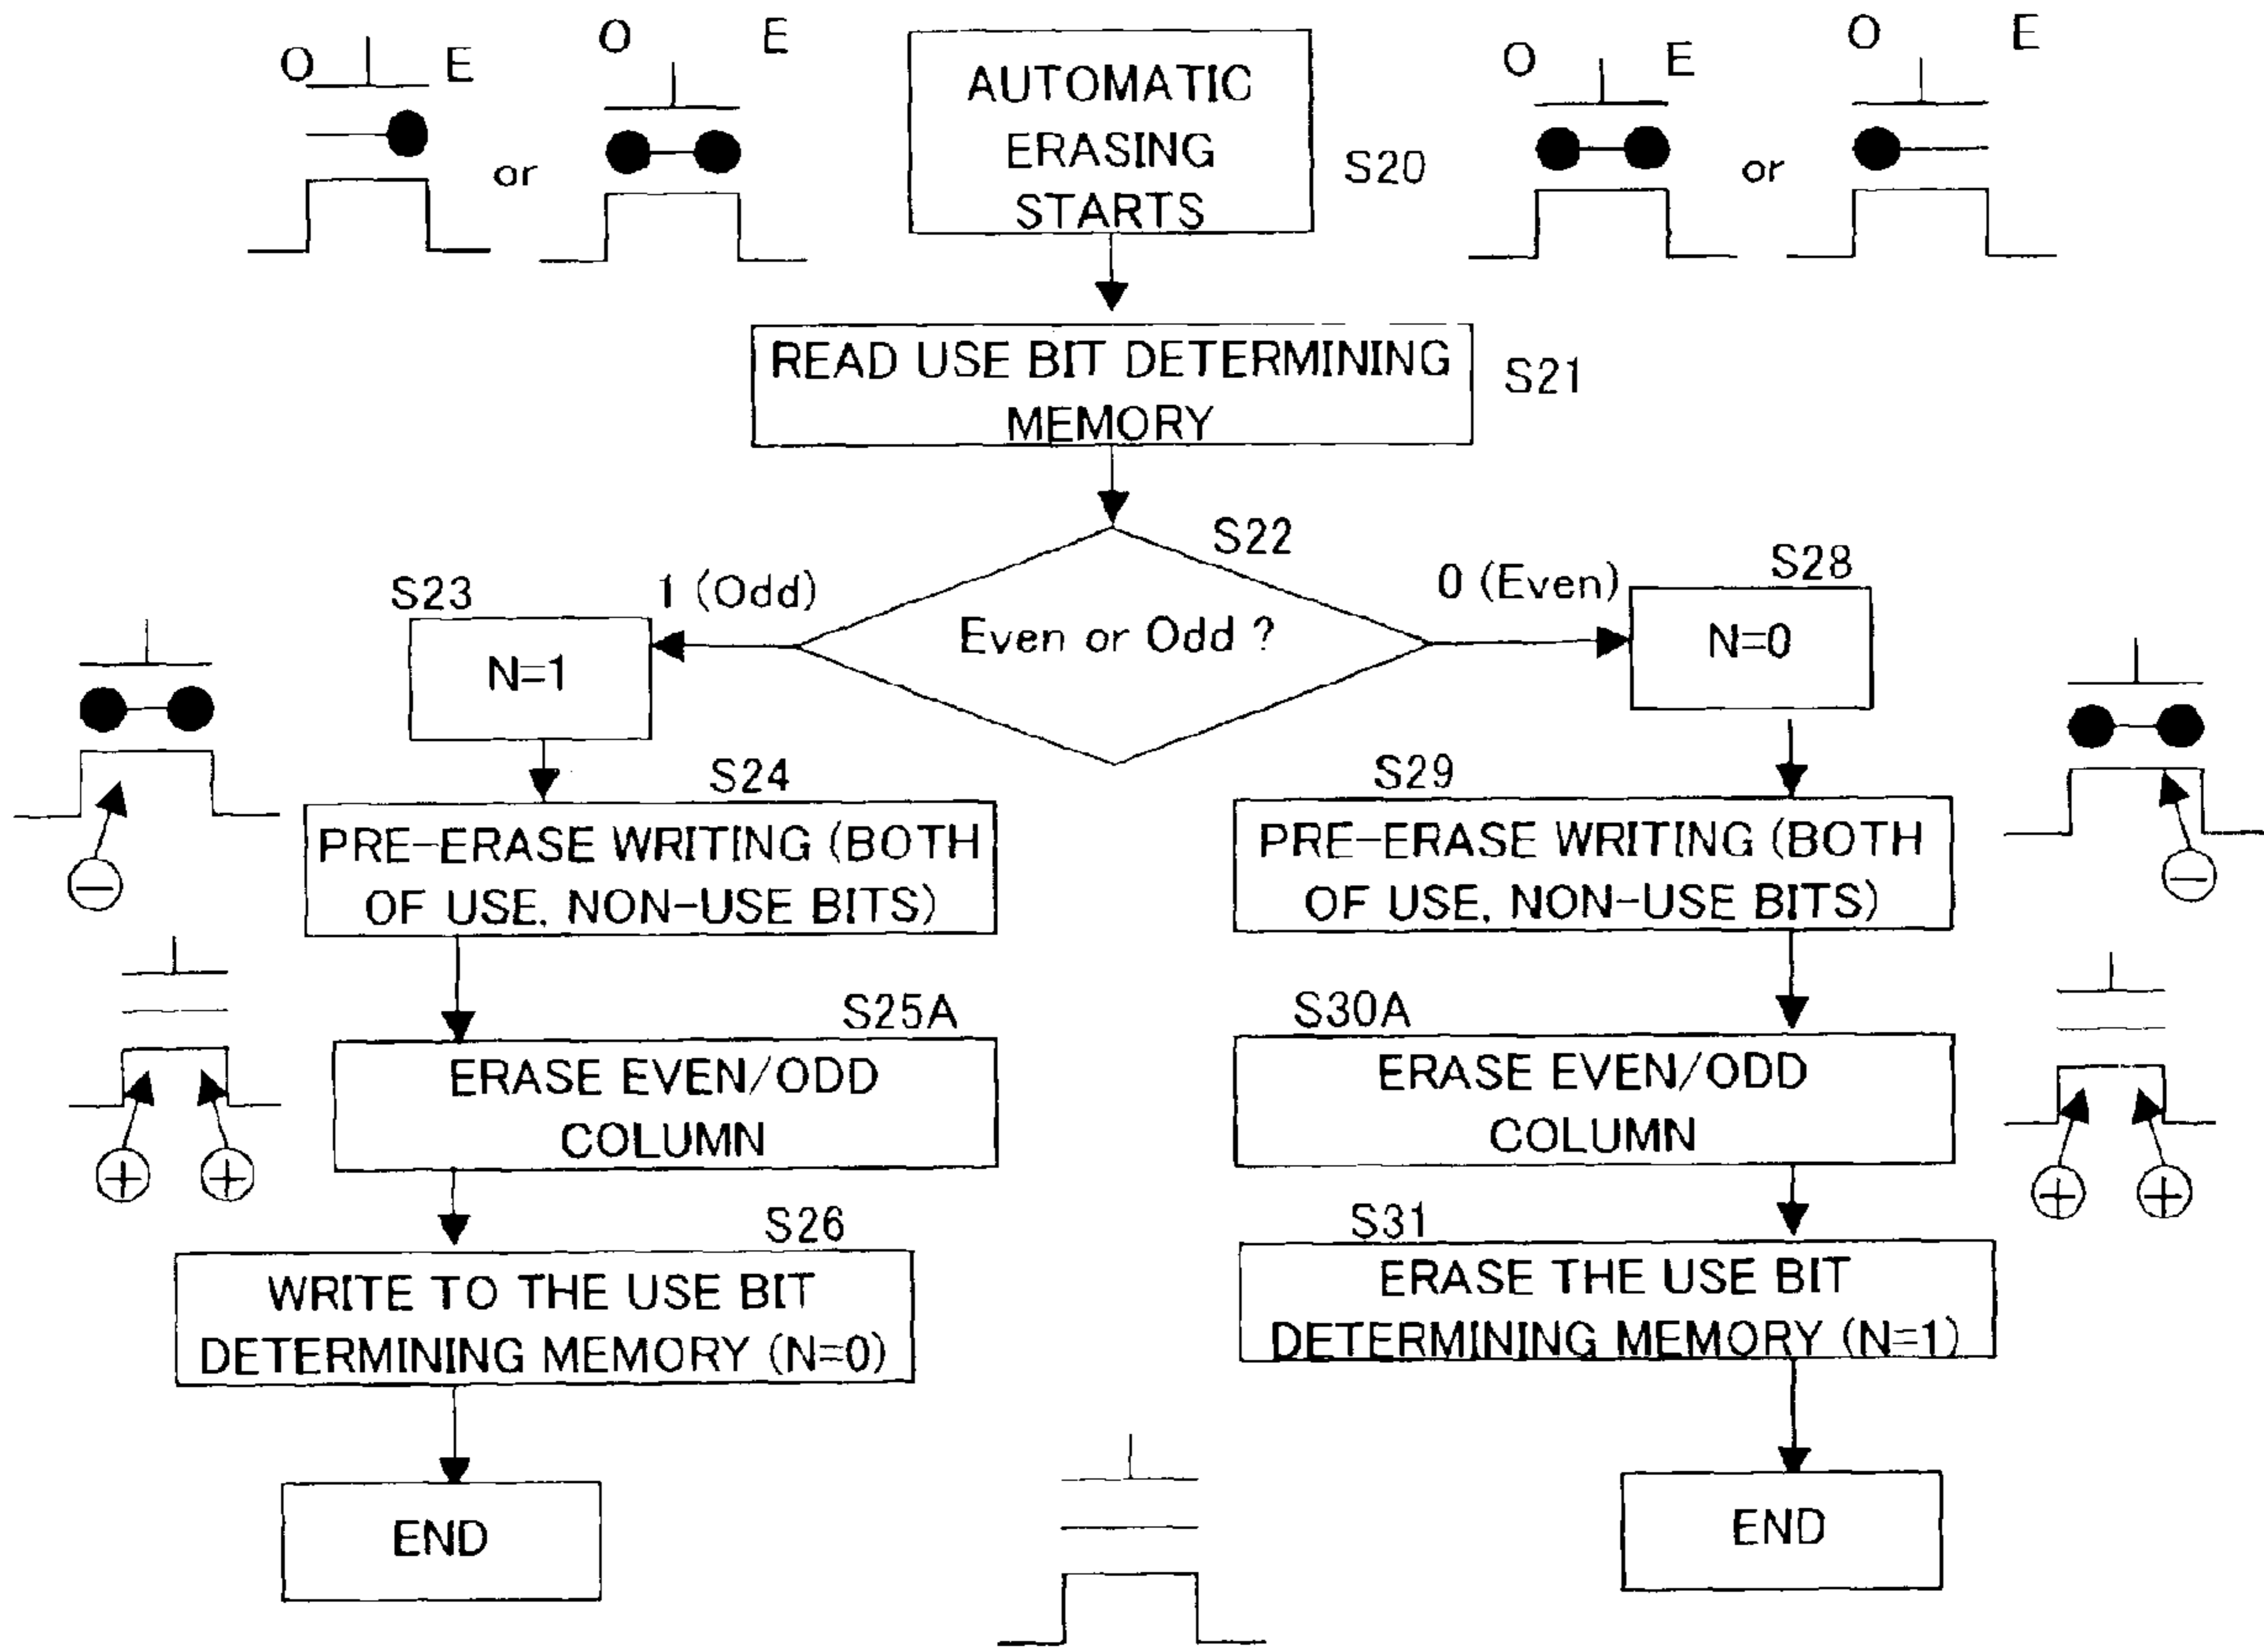 O E
or
O E
AUTOMATIC
ERASING
STARTS
S20
O E
or
O E
READ USE BIT DETERMINING
MEMORY
S21
S22
Even or Odd ?
1 (Odd)
0 (Even)
S23
N=1
S28
N=0
S24
PRE-ERASE WRITING (BOTH
OF USE, NON-USE BITS)
−
S29
PRE-ERASE WRITING (BOTH
OF USE, NON-USE BITS)
−
S25A
ERASE EVEN/ODD
COLUMN
+ +
S30A
ERASE EVEN/ODD
COLUMN
+ +
S26
WRITE TO THE USE BIT
DETERMINING MEMORY (N=0)
S31
ERASE THE USE BIT
DETERMINING MEMORY (N=1)
END
END